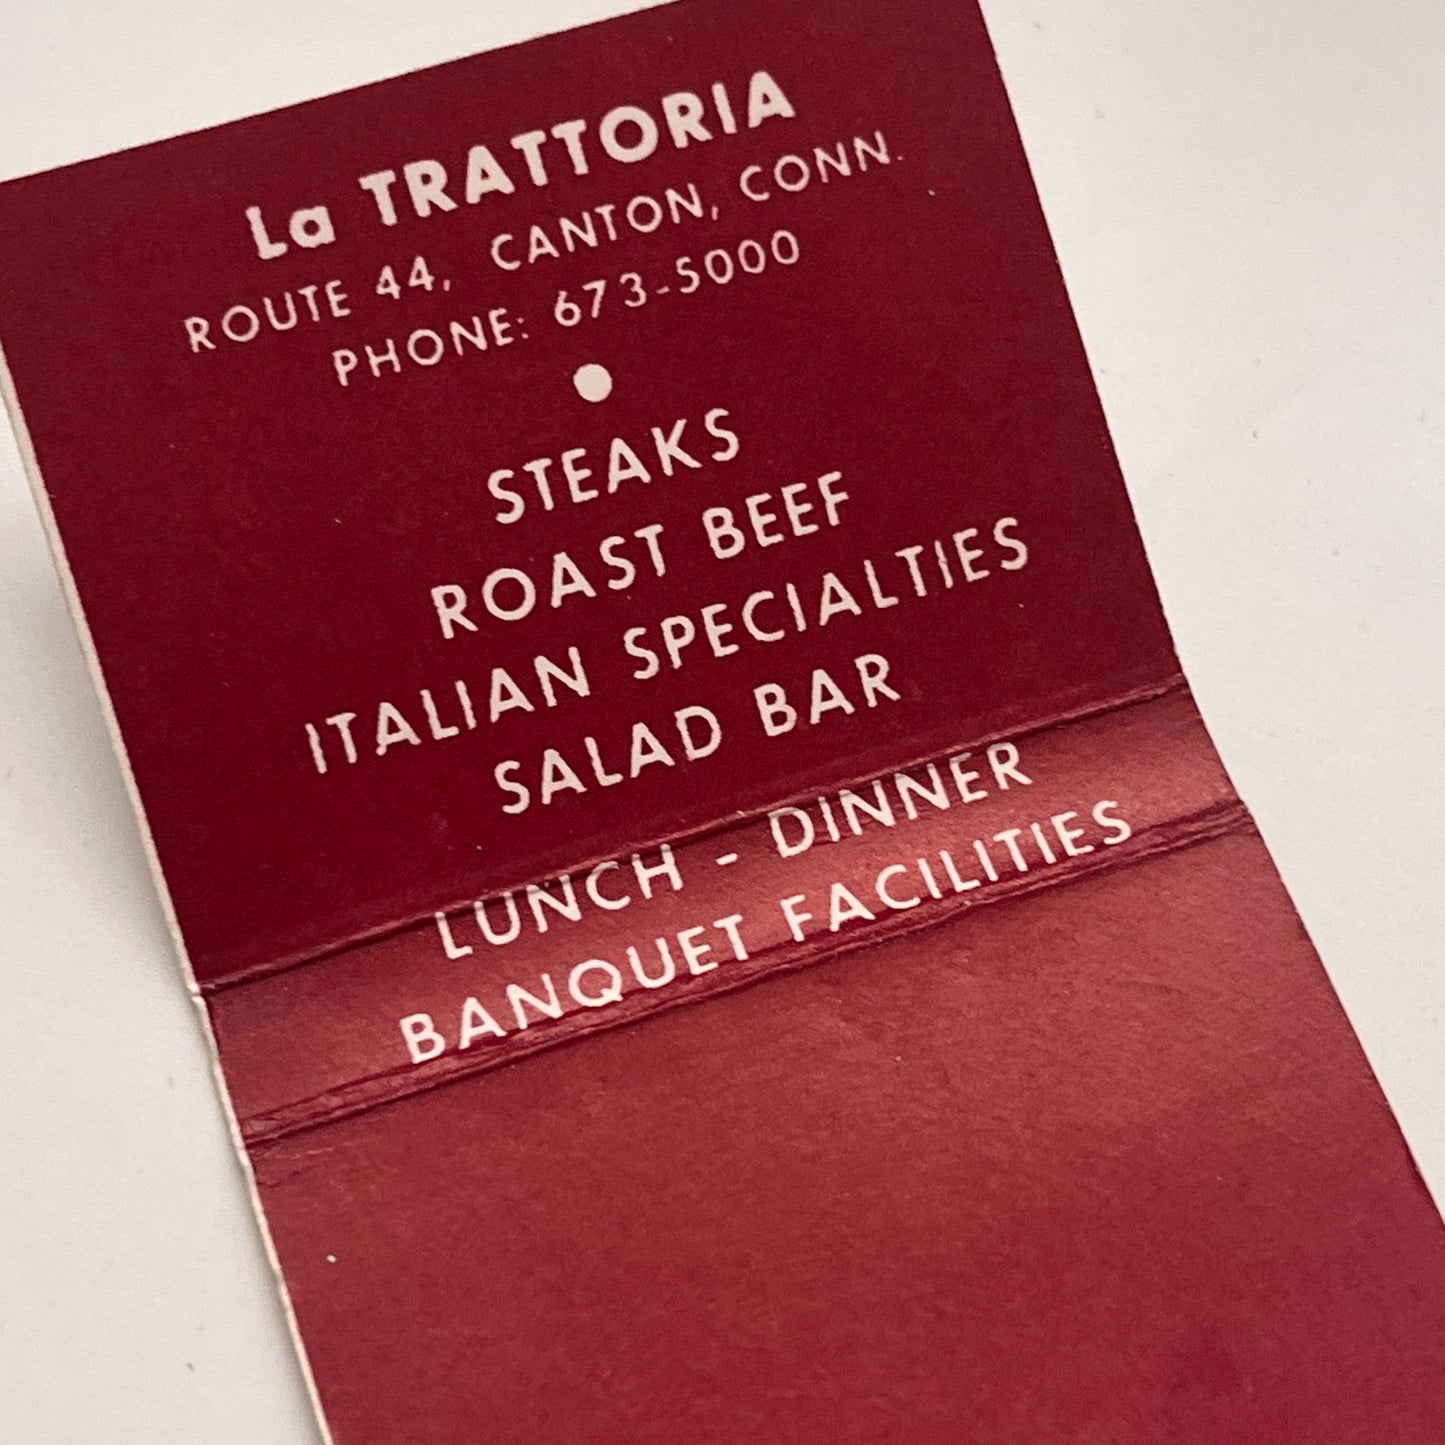 La TRATTORIA
ROUTE 44, CANTON, CONN.
PHONE: 673-5000
STEAKS
ROAST BEEF
ITALIAN SPECIALTIES
SALAD BAR
LUNCH - DINNER
BANQUET FACILITIES